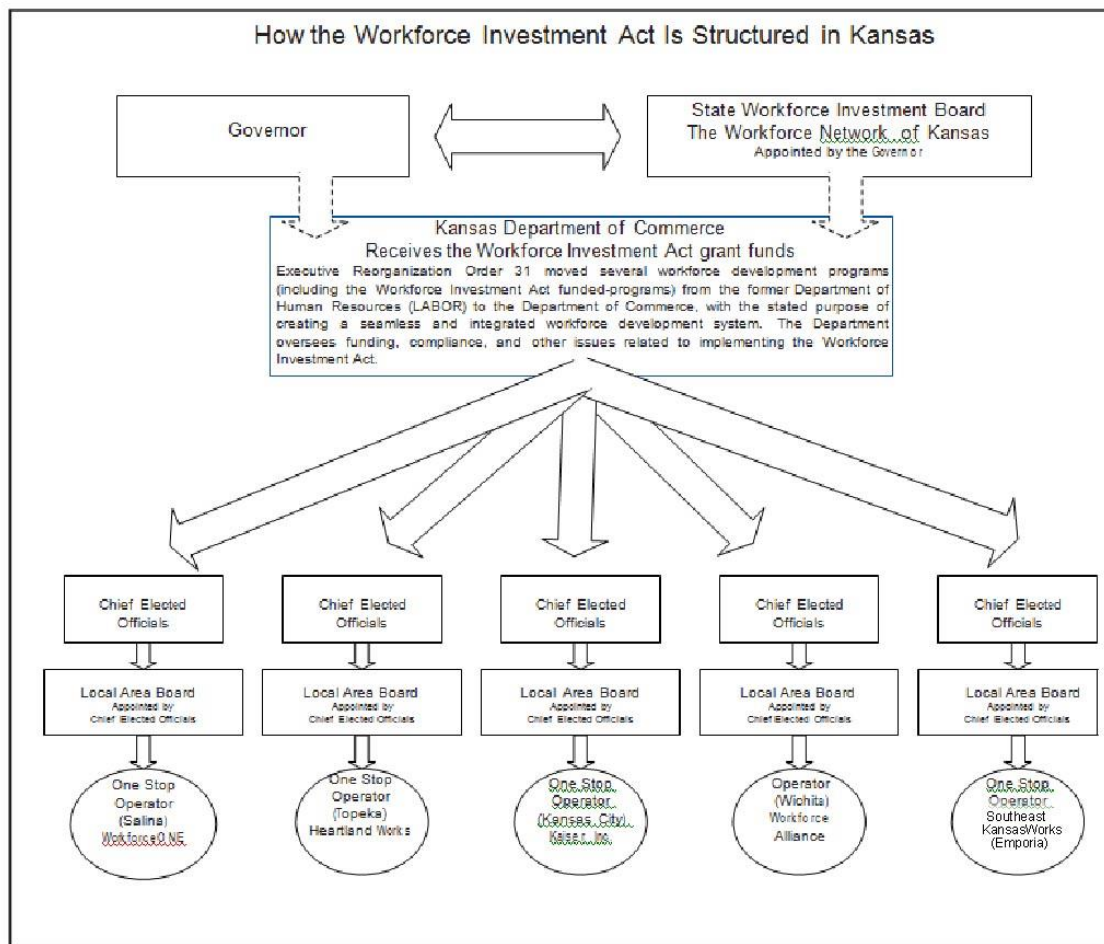 How the Workforce Investment Act Is Structured in Kansas
Governor
State Workforce Investment Board
The Workforce Network of Kansas
Appointed by the Governor
Kansas Department of Commerce
Receives the Workforce Investment Act grant funds
Executive Reorganization Order 31 moved several workforce development programs
(including the Workforce Investment Act funded-programs) from the former Department of
Human Resources (LABOR) to the Department of Commerce, with the stated purpose of
creating a seamless and integrated workforce development system. The Department
oversees funding, compliance, and other issues related to implementing the Workforce
Investment Act.
Chief Elected
Officials
Chief Elected
Officials
Chief Elected
Officials
Chief Elected
Officials
Chief Elected
Officials
Local Area Board
Appointed by
Chief Elected Officials
Local Area Board
Appointed by
Chief Elected Officials
Local Area Board
Appointed by
Chief Elected Officials
Local Area Board
Appointed by
Chief Elected Officials
Local Area Board
Appointed by
Chief Elected Officials
One Stop
Operator
(Salina)
WorkforceONE
One Stop
Operator
(Topeka)
Heartland Works
One Stop
Operator
(Kansas City)
Kaiser, Inc.
Operator
(Wichita)
Workforce
Alliance
One Stop
Operator
Southeast
KansasWorks
(Emporia)